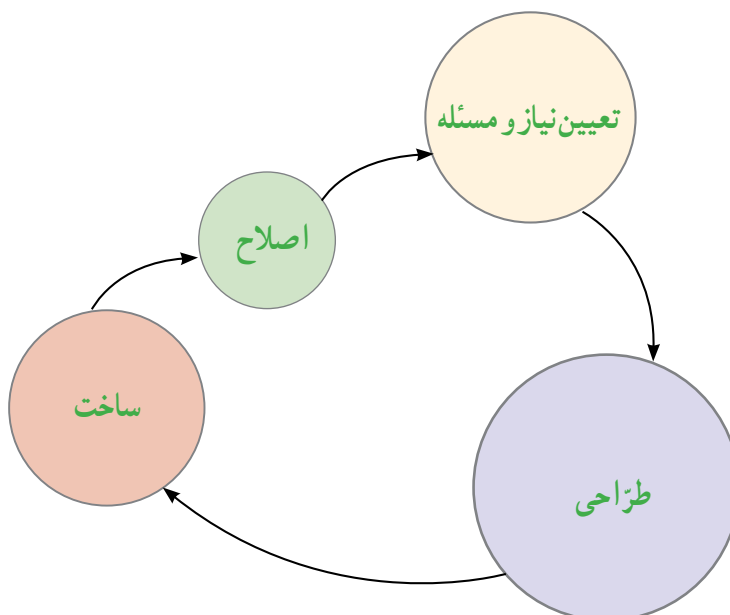 تعیین نیاز و مسئله
اصلاح
ساخت
طرّاحی